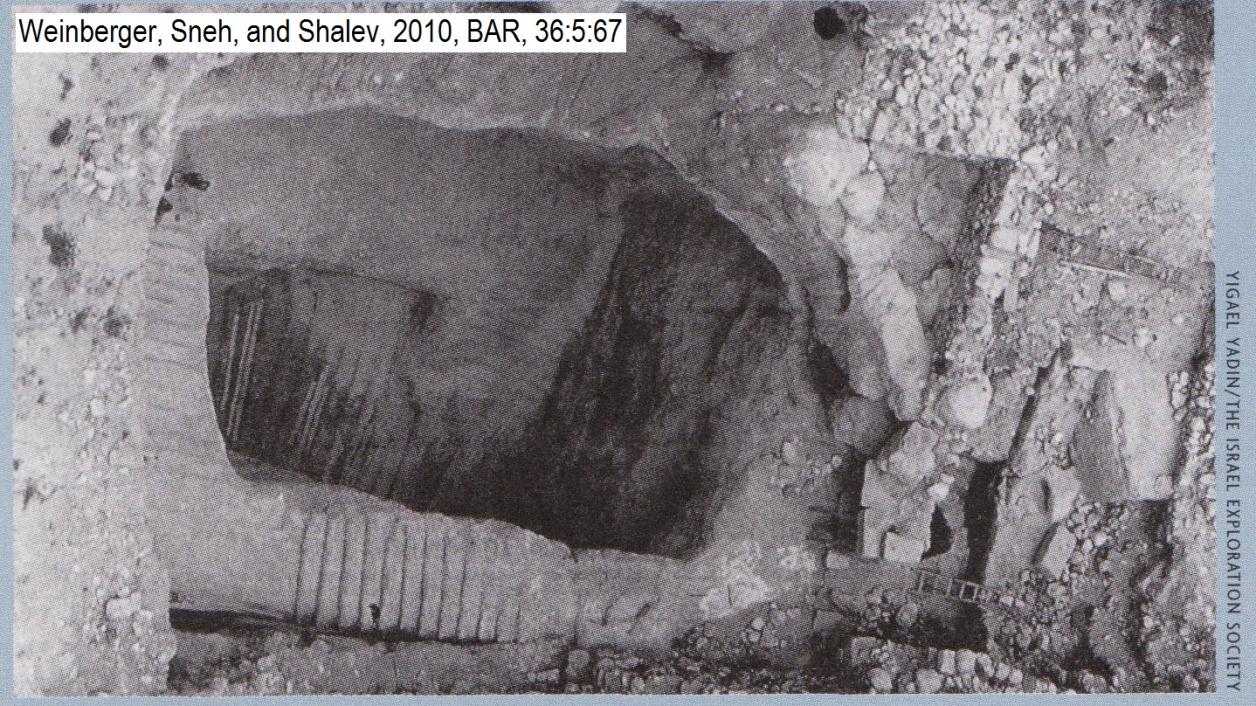 Weinberger, Sneh, and Shalev, 2010, BAR, 36:5:67
YIGAEL YADIN/THE ISRAEL EXPLORATION SOCIETY